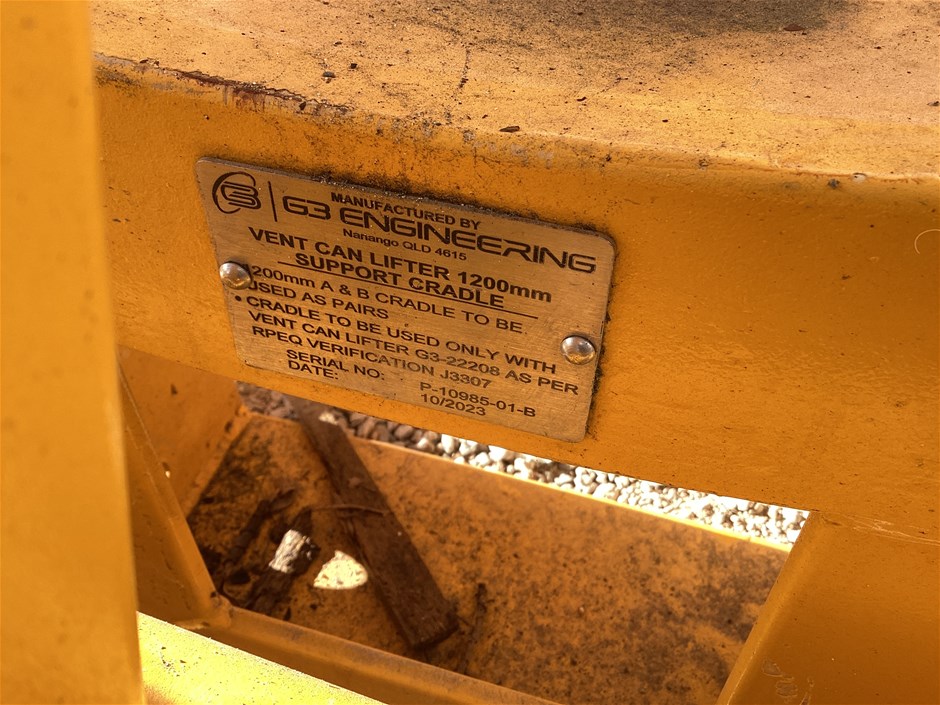 MANUFACTURED BY
G3 ENGINEERING
Nanango QLD 4615
VENT CAN LIFTER 1200mm
SUPPORT CRADLE
200mm A & B CRADLE TO BE
USED AS PAIRS
• CRADLE TO BE USED ONLY WITH
VENT CAN LIFTER G3-22208 AS PER
RPEQ VERIFICATION J3307
SERIAL NO: P-10985-01-B
DATE: 10/2023